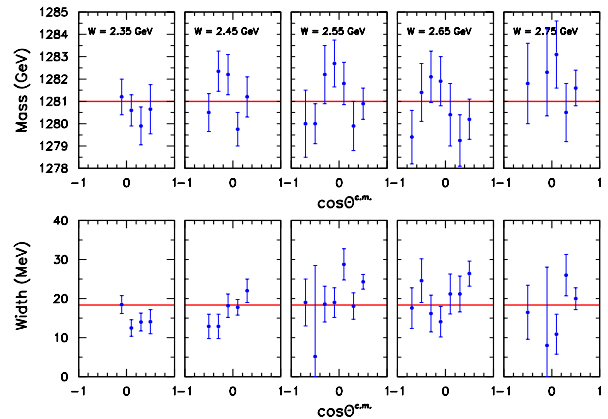 Mass (GeV)
1285
1284
1283
1282
1281
1280
1279
1278
W = 2.35 GeV
W = 2.45 GeV
W = 2.55 GeV
W = 2.65 GeV
W = 2.75 GeV
−1 0 1−1 0 1−1 0 1−1 0 1−1 0 1
cosΘc.m. cosΘc.m.
Width (MeV)
40
30
20
10
0
−1 0 1−1 0 1−1 0 1−1 0 1−1 0 1
cosΘc.m. cosΘc.m.